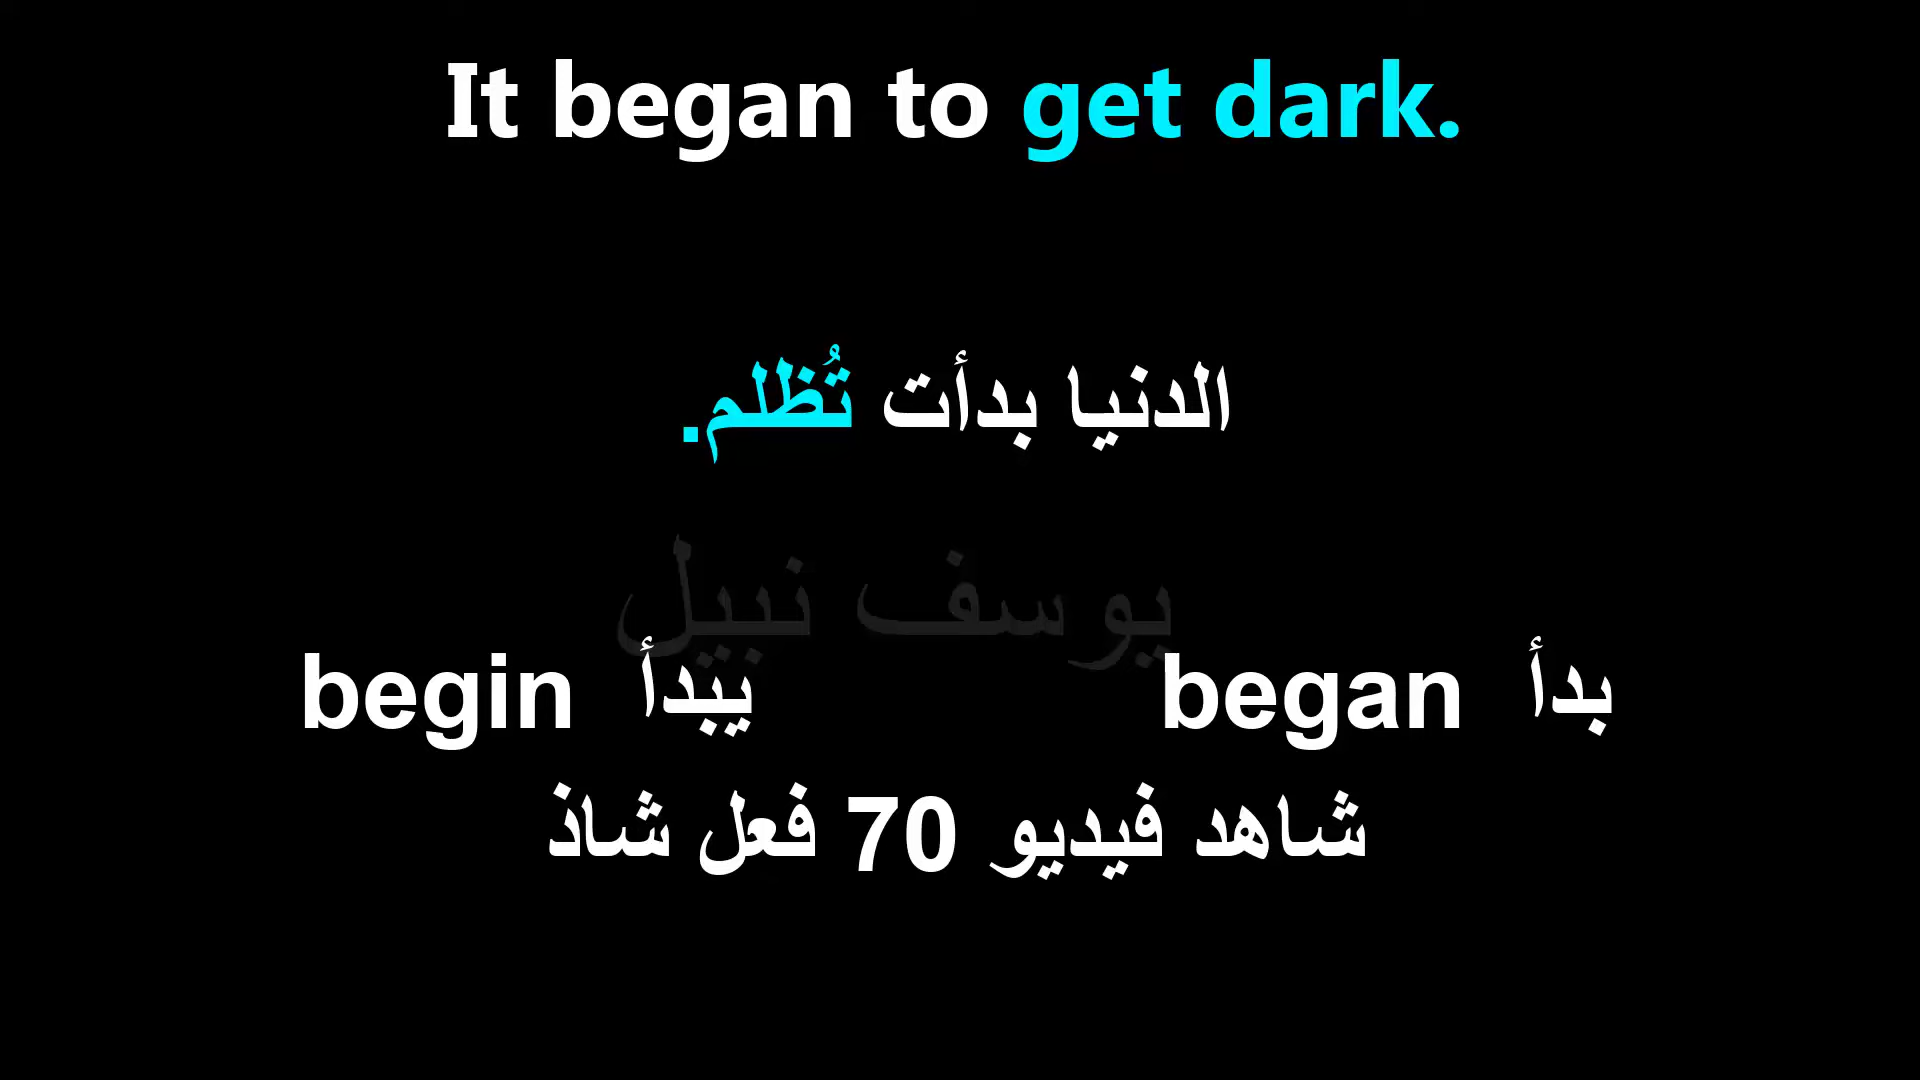 It began to get dark.
الدنيا بدأت تُظلم.
يوسف نبيل
begin يبدأ began بدأ
شاهد فيديو 70 فعل شاذ